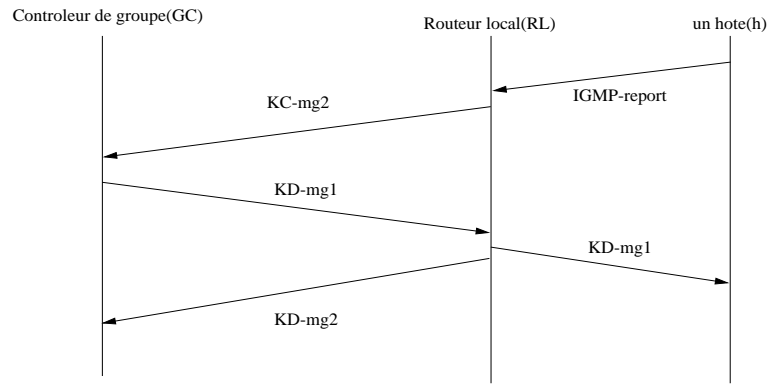 Controleur de groupe(GC)
Routeur local(RL)
un hote(h)
IGMP-report
KC-mg2
KD-mg1
KD-mg1
KD-mg2